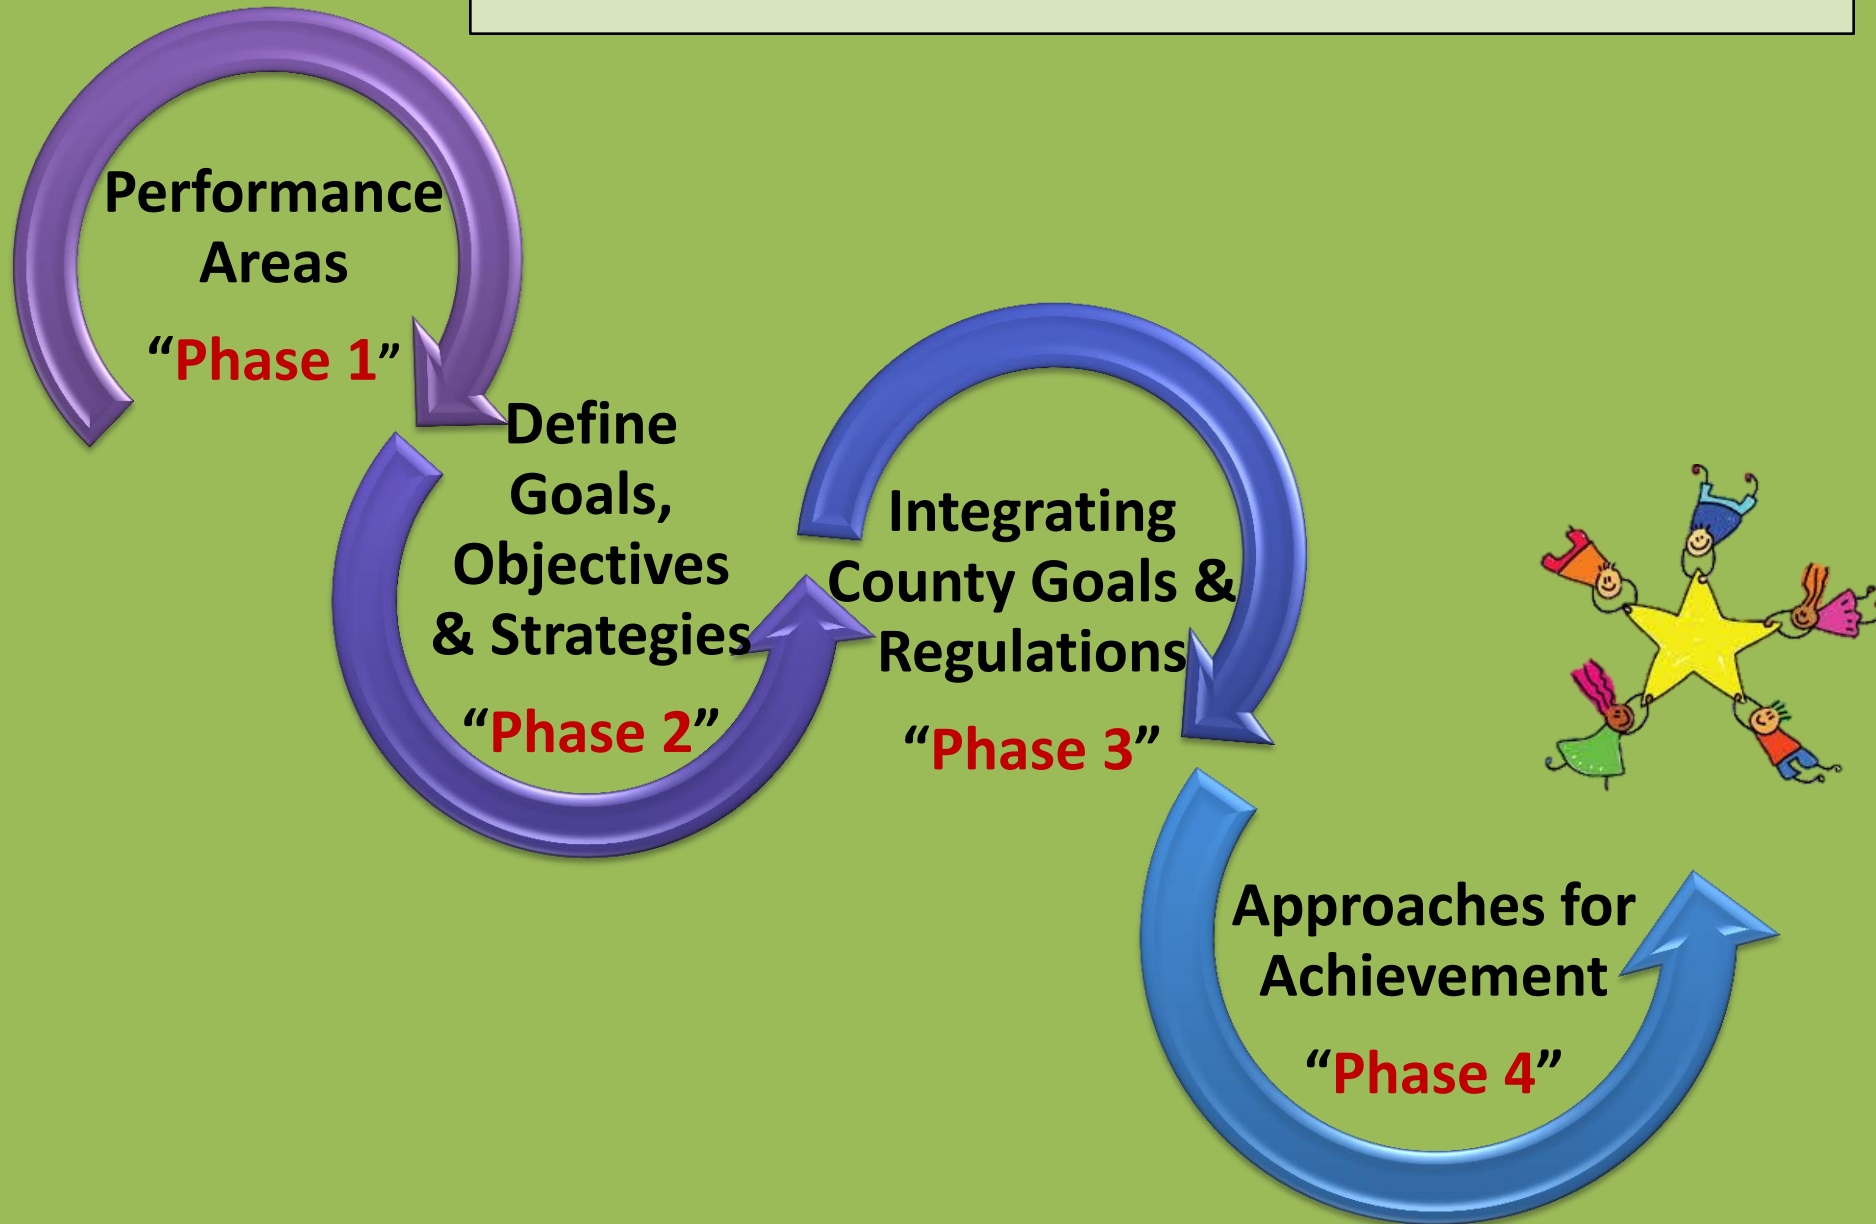 Performance
Areas
“Phase 1”
Define
Goals,
Objectives
& Strategies
“Phase 2”
Integrating
County Goals &
Regulations
“Phase 3”
Approaches for
Achievement
“Phase 4”